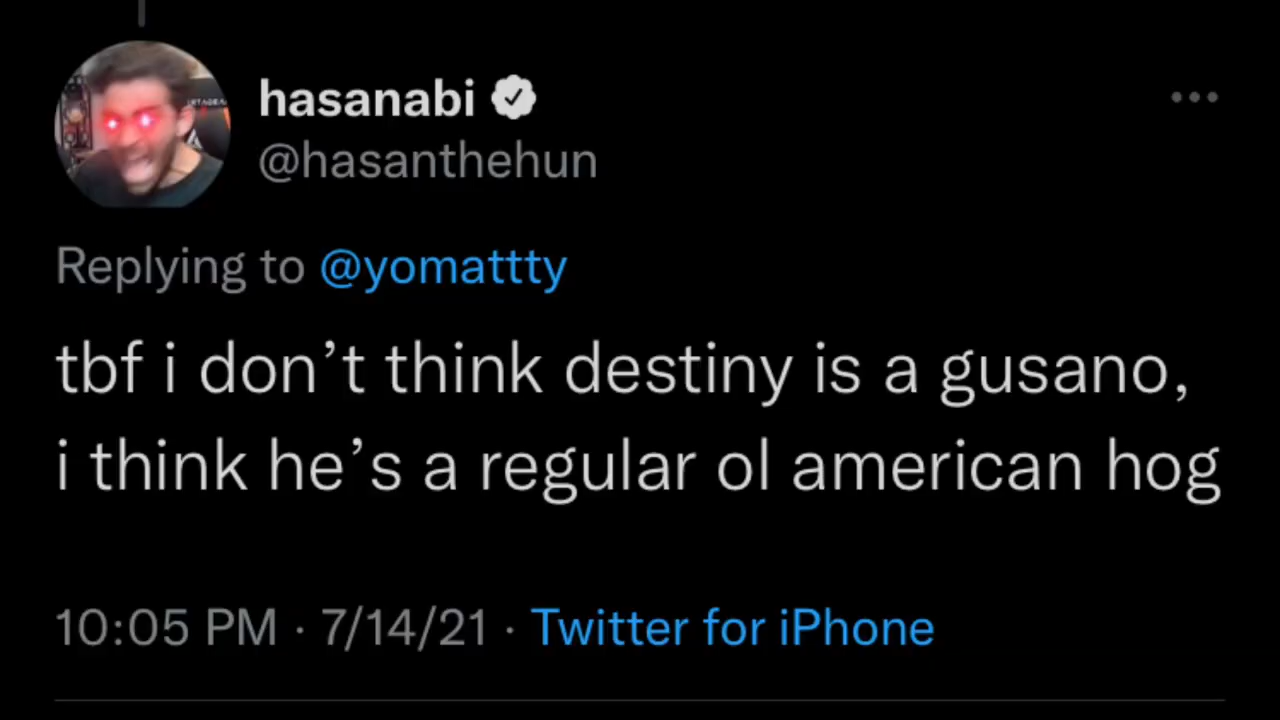 hasanabi
@hasanthehun
Replying to @yomattty
tbf i don’t think destiny is a gusano,
i think he’s a regular ol american hog
10:05 PM · 7/14/21 · Twitter for iPhone